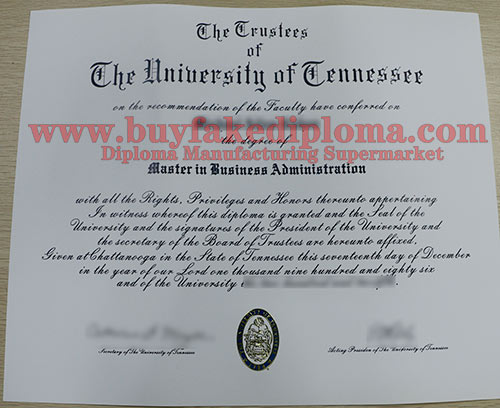 The Trustees
of
The University of Tennessee
on the recommendation of the Faculty have conferred on
www.buyfakediploma.com
the degree of
Diploma Manufacturing Supermarket
Master in Business Administration
with all the Rights, Privileges and Honors thereunto appertaining
In witness whereof this diploma is granted and the Seal of the
University and the signatures of the President of the University and
the secretary of the Board of Trustees are hereunto affixed.
Given at Chattanooga in the State of Tennessee this seventeenth day of December
in the year of our Lord one thousand nine hundred and eighty six
and of the University
Secretary of The University of Tennessee
Acting Presiden of The University of Tennessee